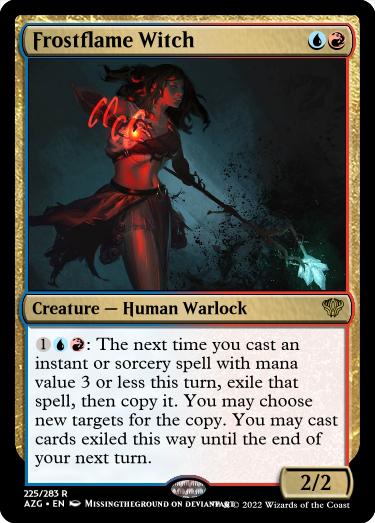 Frostflame Witch
Creature — Human Warlock
1: The next time you cast an
instant or sorcery spell with mana
value 3 or less this turn, exile that
spell, then copy it. You may choose
new targets for the copy. You may cast
cards exiled this way until the end of
your next turn.
2/2
225/283 R
AZG • EN MISSINGTHEGROUND ON DEVIANTART © 2022 Wizards of the Coast